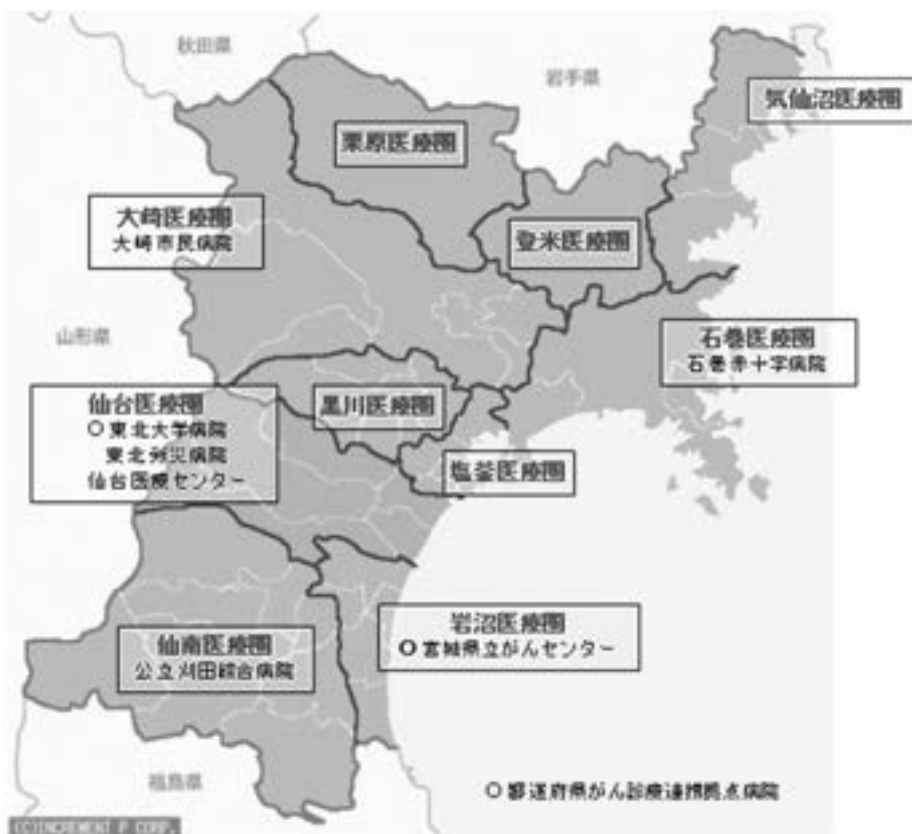 秋田県
岩手県
気仙沼医療圏
栗原医療圏
大崎医療圏
大崎市民病院
登米医療圏
山形県
石巻医療圏
石巻赤十字病院
仙台医療圏
○東北大学病院
東北労災病院
仙台医療センター
黒川医療圏
塩釜医療圏
岩沼医療圏
○宮城県立がんセンター
仙南医療圏
公立刈田綜合病院
福島県
○都道府県がん診療連携拠点病院
(C)INCREMENT P CORP.